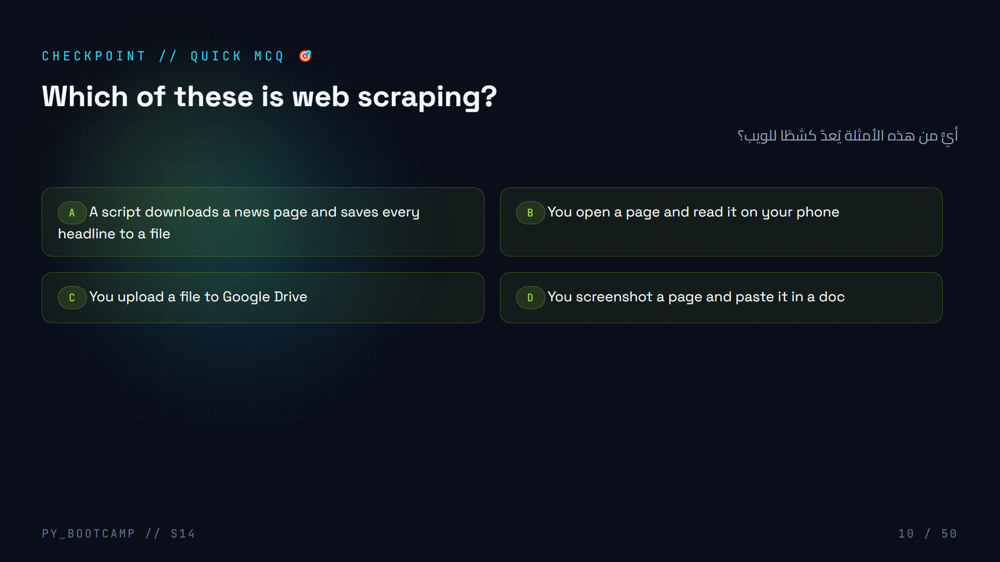 CHECKPOINT // QUICK MCQ 🎯
Which of these is web scraping?
أيٌّ من هذه الأمثلة يُعدّ كشطًا للويب؟
A A script downloads a news page and saves every
headline to a file
B You open a page and read it on your phone
C You upload a file to Google Drive
D You screenshot a page and paste it in a doc
PY_BOOTCAMP // S14
10 / 50